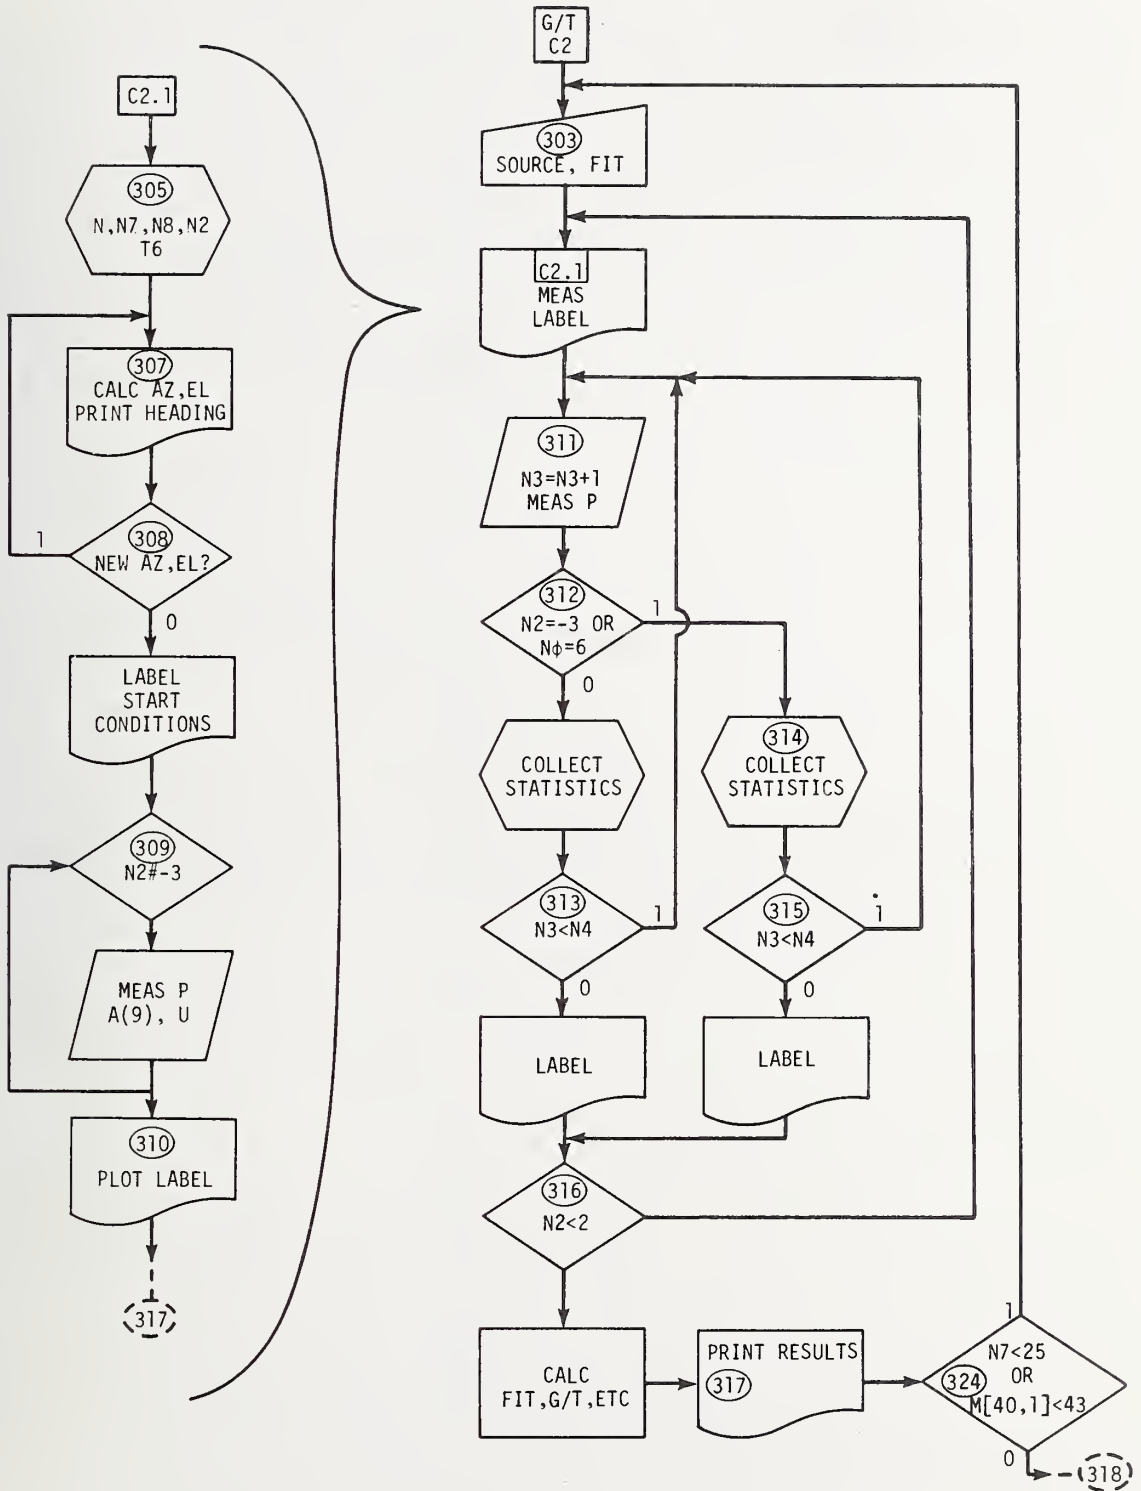 C2.1
305
N,N7,N8,N2
T6
307
CALC AZ,EL
PRINT HEADING
308
NEW AZ,EL?
1
0
LABEL
START
CONDITIONS
309
N2#-3
MEAS P
A(9), U
310
PLOT LABEL
317
G/T
C2
303
SOURCE, FIT
C2.1
MEAS
LABEL
311
N3=N3+1
MEAS P
312
N2=-3 OR
Nϕ=6
1
0
COLLECT
STATISTICS
314
COLLECT
STATISTICS
313
N3<N4
1
0
315
N3<N4
1
0
LABEL
LABEL
316
N2<2
CALC
FIT,G/T,ETC
PRINT RESULTS
317
1
N7<25
OR
324
M[40,1]<43
0
318